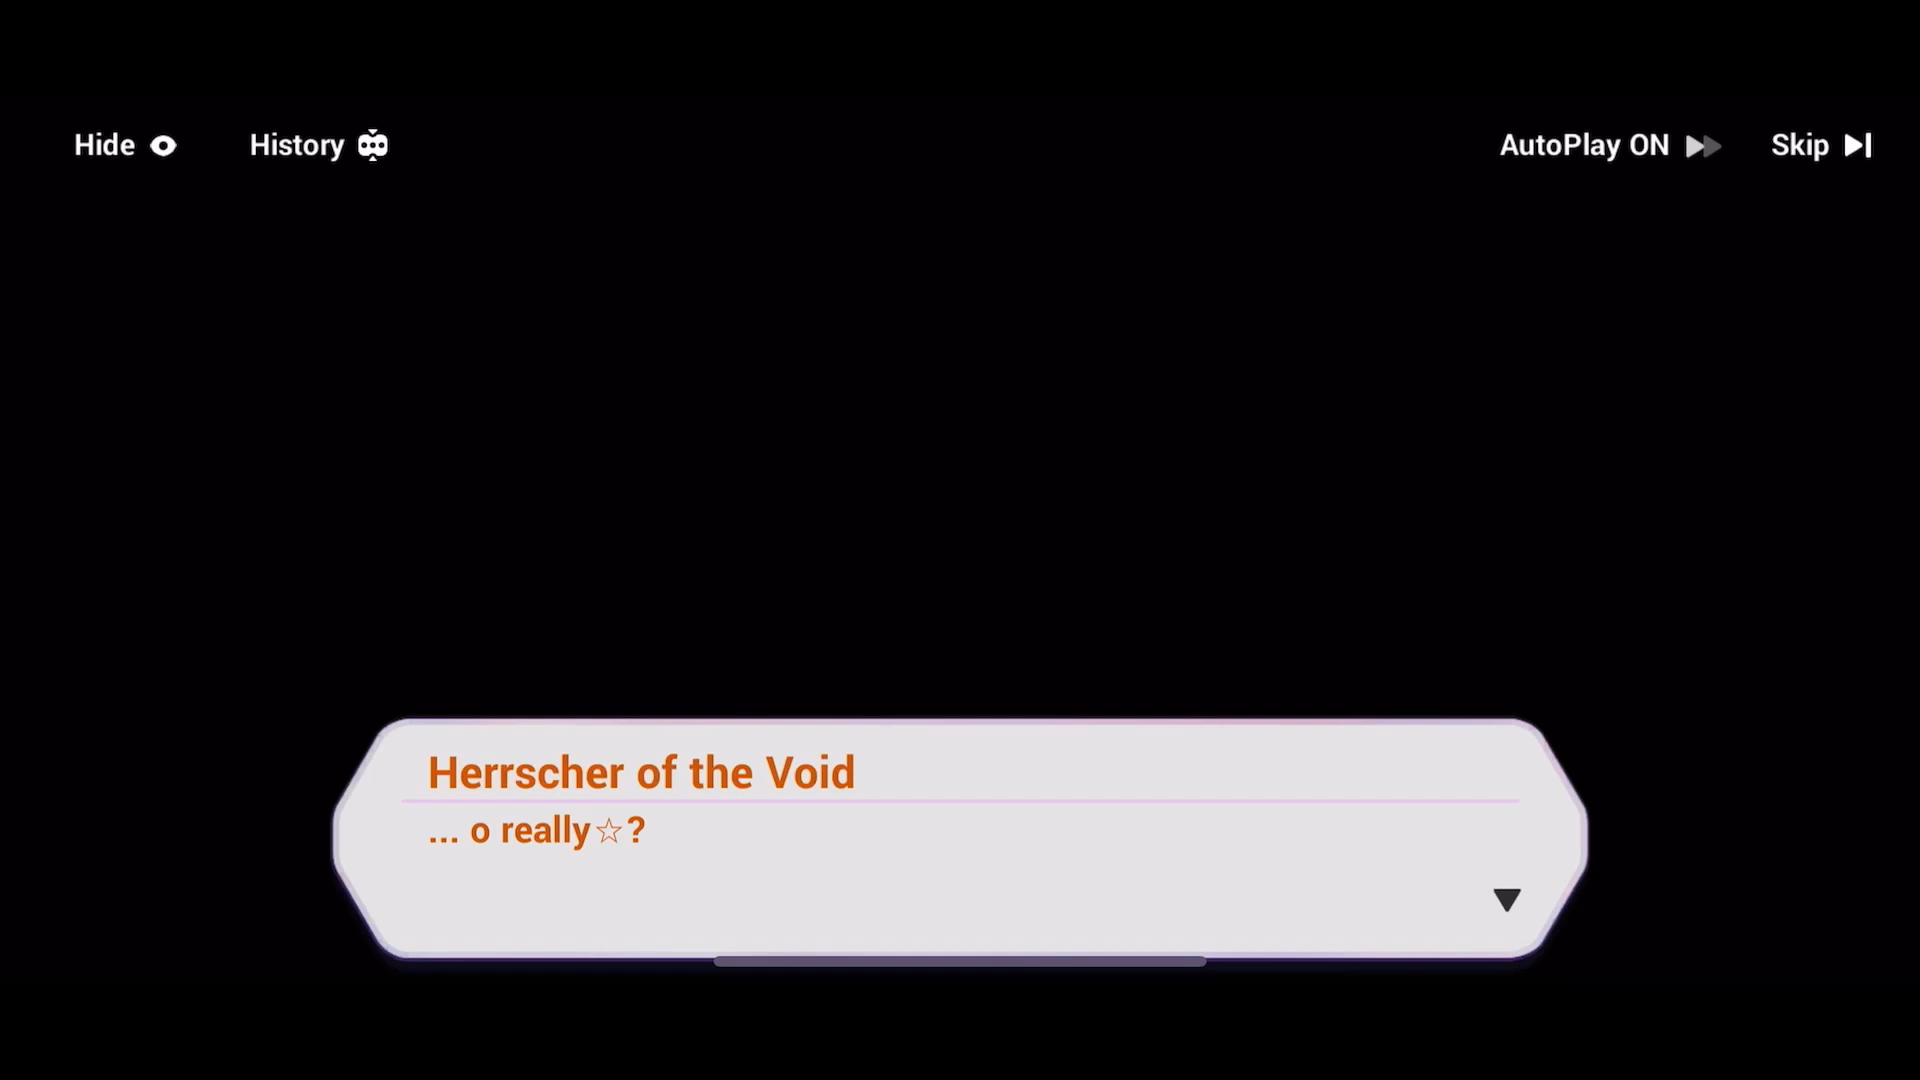 Hide
History
AutoPlay ON
Skip
Herrscher of the Void
... o really☆?